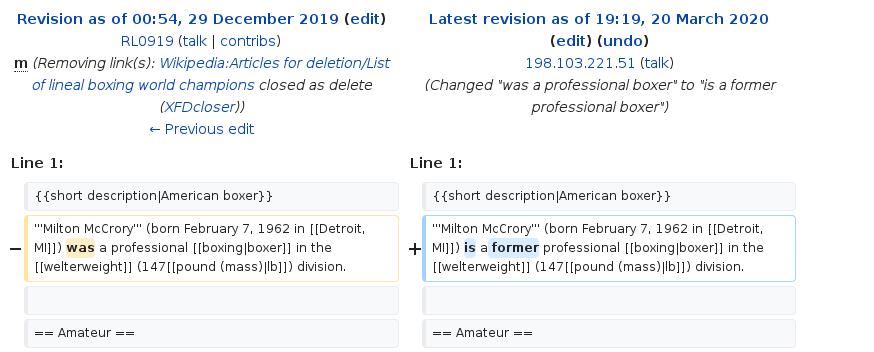 Revision as of 00:54, 29 December 2019 (edit)
RL0919 (talk | contribs)
m (Removing link(s): Wikipedia:Articles for deletion/List
of lineal boxing world champions closed as delete
(XFDcloser))
← Previous edit
Latest revision as of 19:19, 20 March 2020
(edit) (undo)
198.103.221.51 (talk)
(Changed "was a professional boxer" to "is a former
professional boxer")
Line 1:
{{short description|American boxer}}
− '''Milton McCrory''' (born February 7, 1962 in [[Detroit,
MI]]) was a professional [[boxing|boxer]] in the
[[welterweight]] (147[[pound (mass)|lb]]) division.
== Amateur ==
Line 1:
{{short description|American boxer}}
+ '''Milton McCrory''' (born February 7, 1962 in [[Detroit,
MI]]) is a former professional [[boxing|boxer]] in the
[[welterweight]] (147[[pound (mass)|lb]]) division.
== Amateur ==